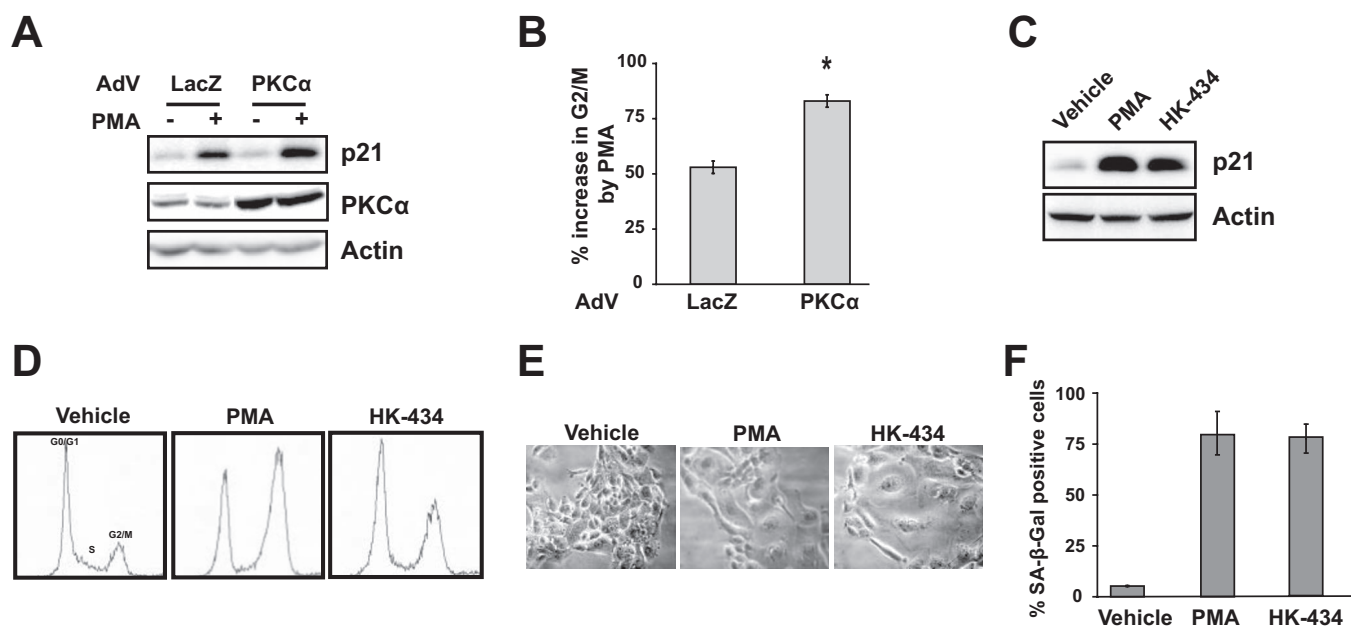 A
AdV LacZ PKCα
PMA - + - +
p21
PKCα
Actin
B
% increase in G2/M
by PMA
100
75
50
25
0
*
AdV LacZ PKCα
C
Vehicle PMA HK-434
p21
Actin
D
Vehicle PMA HK-434
G0/G1
S
G2/M
E
Vehicle PMA HK-434
F
% SA-β-Gal positive cells
100
75
50
25
0
Vehicle PMA HK-434